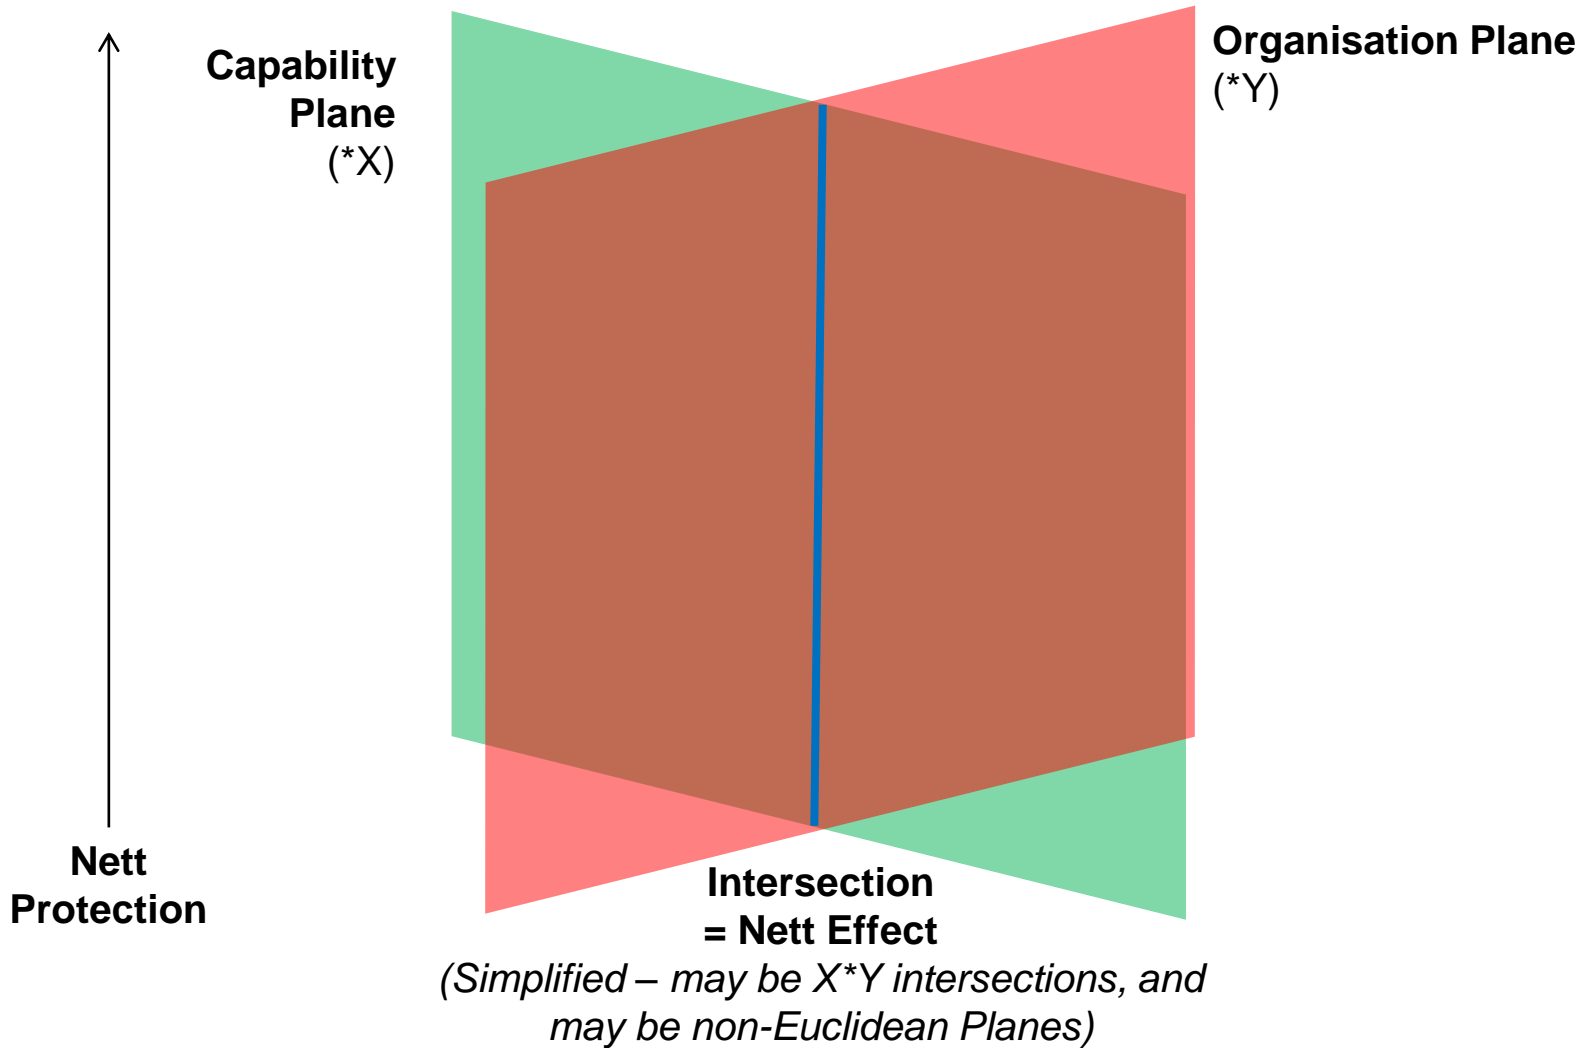 Capability
Plane
(*X)
Organisation Plane
(*Y)
Nett
Protection
Intersection
= Nett Effect
(Simplified – may be X*Y intersections, and
may be non-Euclidean Planes)